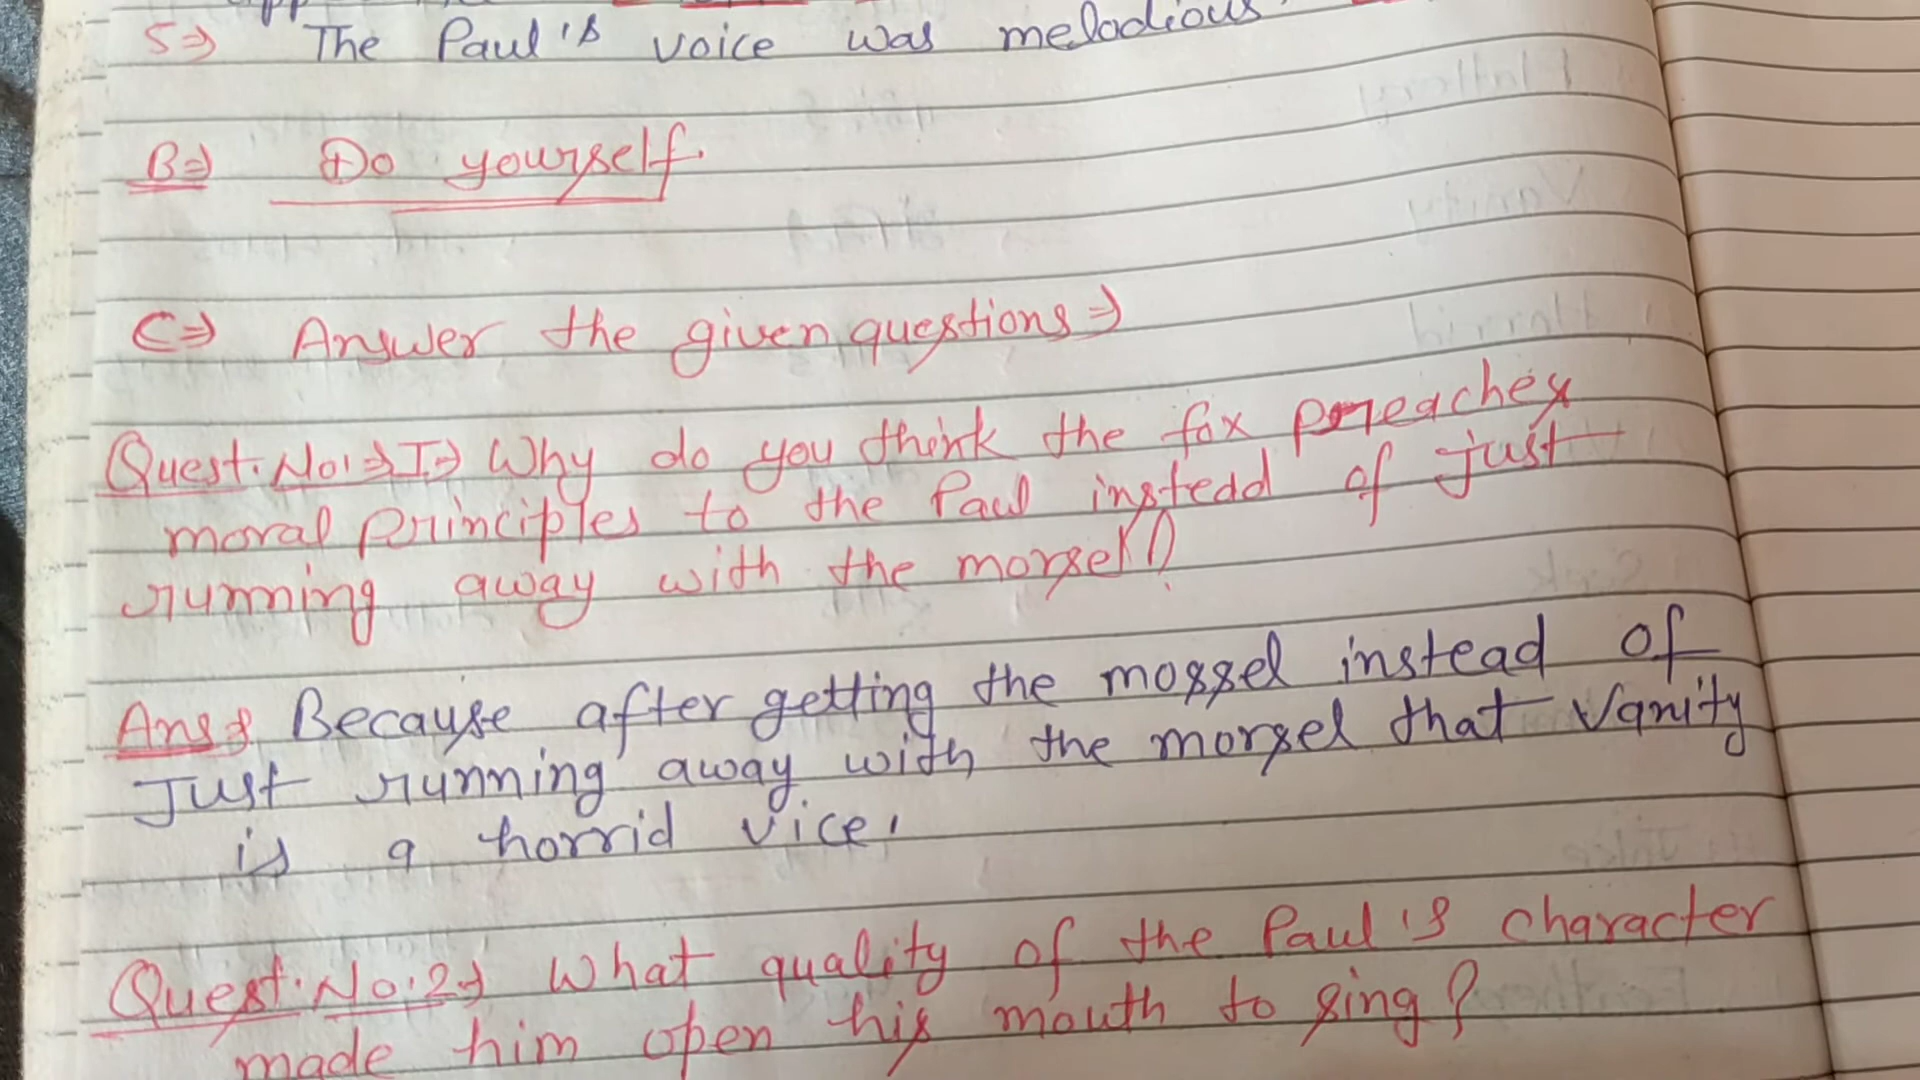 5⇒ The Paul's voice was melodious
B⇒ Do yourself.
C⇒ Answer the given questions⇒
Quest. No1⇒I⇒ Why do you think the fox preaches
moral principles to the Paul instead of just
running away with the morsel?
Ans: Because after getting the mossel instead of
Just running away with the morsel that Vanity
is a horrid vice.
Quest. No.2⇒ What quality of the Paul's character
made him open his mouth to sing?